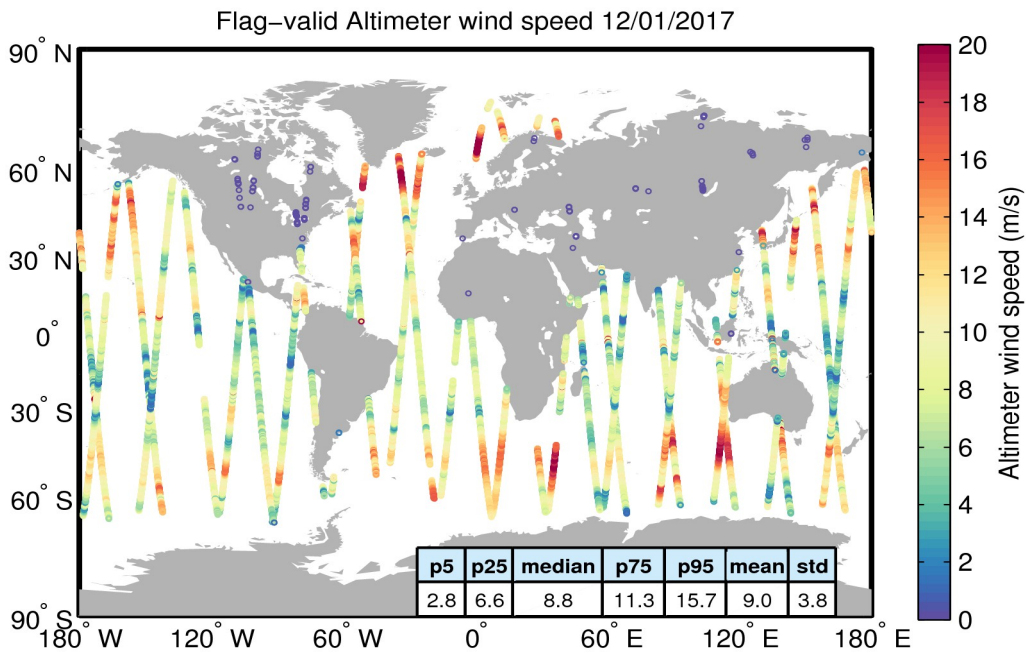 Flag−valid Altimeter wind speed 12/01/2017
90° N
60° N
30° N
0°
30° S
60° S
90° S
180° W
120° W
60° W
0°
60° E
120° E
180° E
p5 p25 median p75 p95 mean std
2.8 6.6 8.8 11.3 15.7 9.0 3.8
20
18
16
14
12
10
8
6
4
2
0
Altimeter wind speed (m/s)